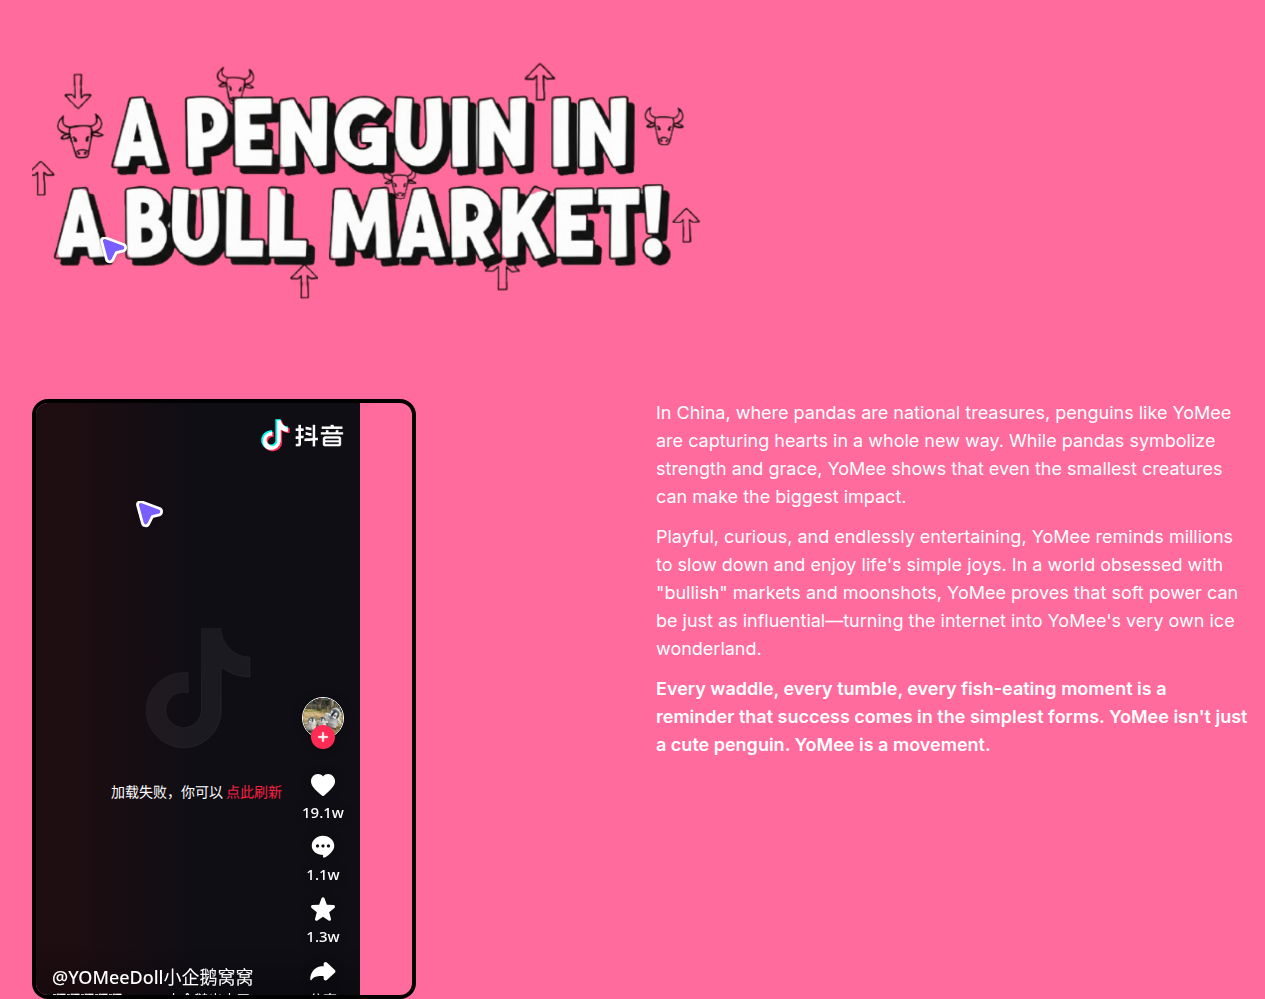 A PENGUIN IN
A BULL MARKET!
抖音
加载失败，你可以 点此刷新
19.1w
1.1w
1.3w
@YOMeeDoll小企鹅窝窝
In China, where pandas are national treasures, penguins like YoMee
are capturing hearts in a whole new way. While pandas symbolize
strength and grace, YoMee shows that even the smallest creatures
can make the biggest impact.
Playful, curious, and endlessly entertaining, YoMee reminds millions
to slow down and enjoy life's simple joys. In a world obsessed with
"bullish" markets and moonshots, YoMee proves that soft power can
be just as influential—turning the internet into YoMee's very own ice
wonderland.
Every waddle, every tumble, every fish-eating moment is a
reminder that success comes in the simplest forms. YoMee isn't just
a cute penguin. YoMee is a movement.